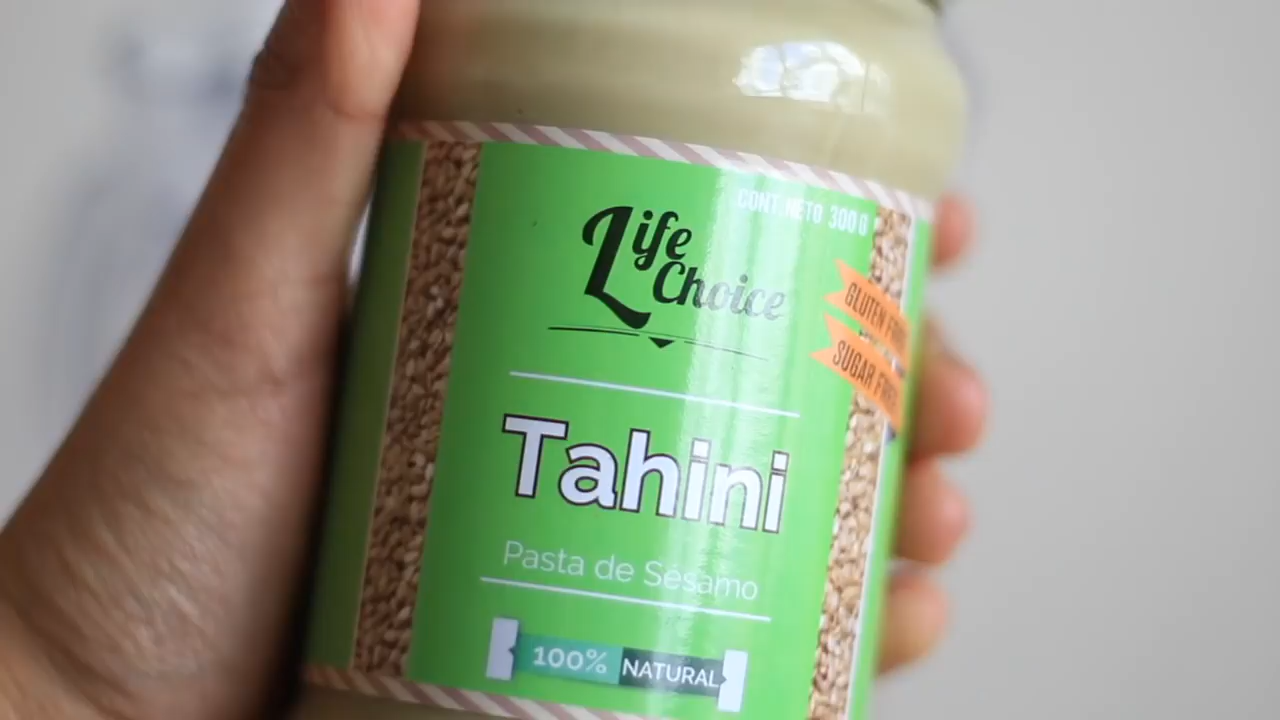 CONT. NETO 300 G
Life
Choice
GLUTEN FREE
SUGAR FREE
Tahini
Pasta de Sésamo
100% NATURAL